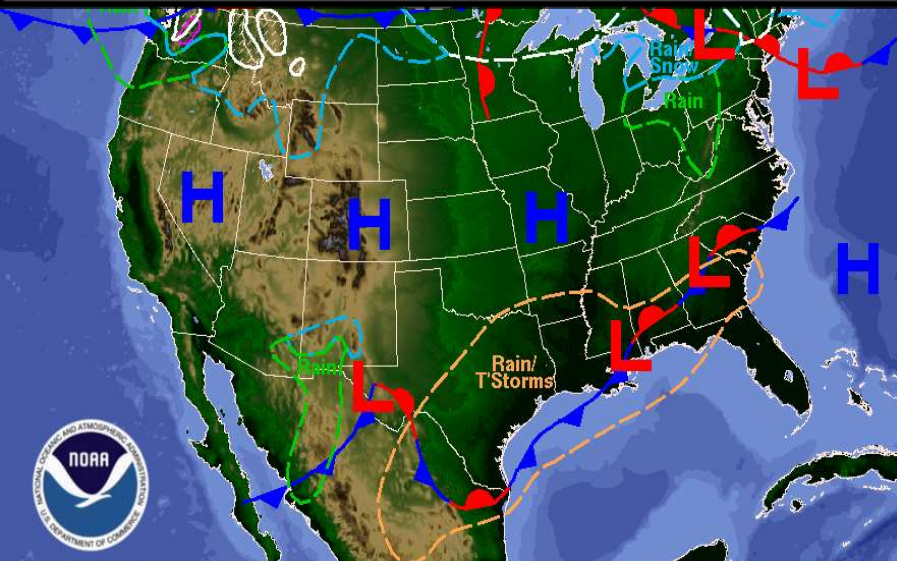 Rain/
Snow
Rain
H
H
H
H
L
L
L
L
L
Rain/
T'Storms
Rain/
NOAA
NATIONAL OCEANIC AND ATMOSPHERIC ADMINISTRATION
U.S. DEPARTMENT OF COMMERCE